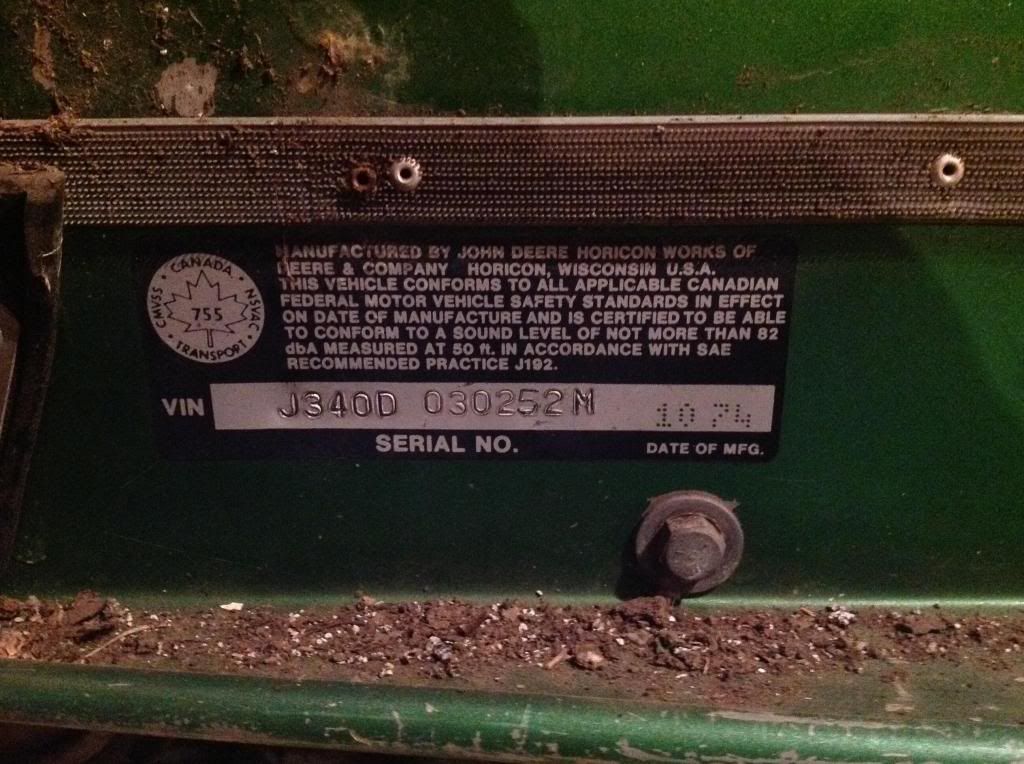 CANADA
CMVSS 755 NSVAC
TRANSPORT
MANUFACTURED BY JOHN DEERE HORICON WORKS OF
DEERE & COMPANY HORICON, WISCONSIN U.S.A.
THIS VEHICLE CONFORMS TO ALL APPLICABLE CANADIAN
FEDERAL MOTOR VEHICLE SAFETY STANDARDS IN EFFECT
ON DATE OF MANUFACTURE AND IS CERTIFIED TO BE ABLE
TO CONFORM TO A SOUND LEVEL OF NOT MORE THAN 82
dbA MEASURED AT 50 ft. IN ACCORDANCE WITH SAE
RECOMMENDED PRACTICE J192.
VIN J340D 030252M 10 74
SERIAL NO. DATE OF MFG.